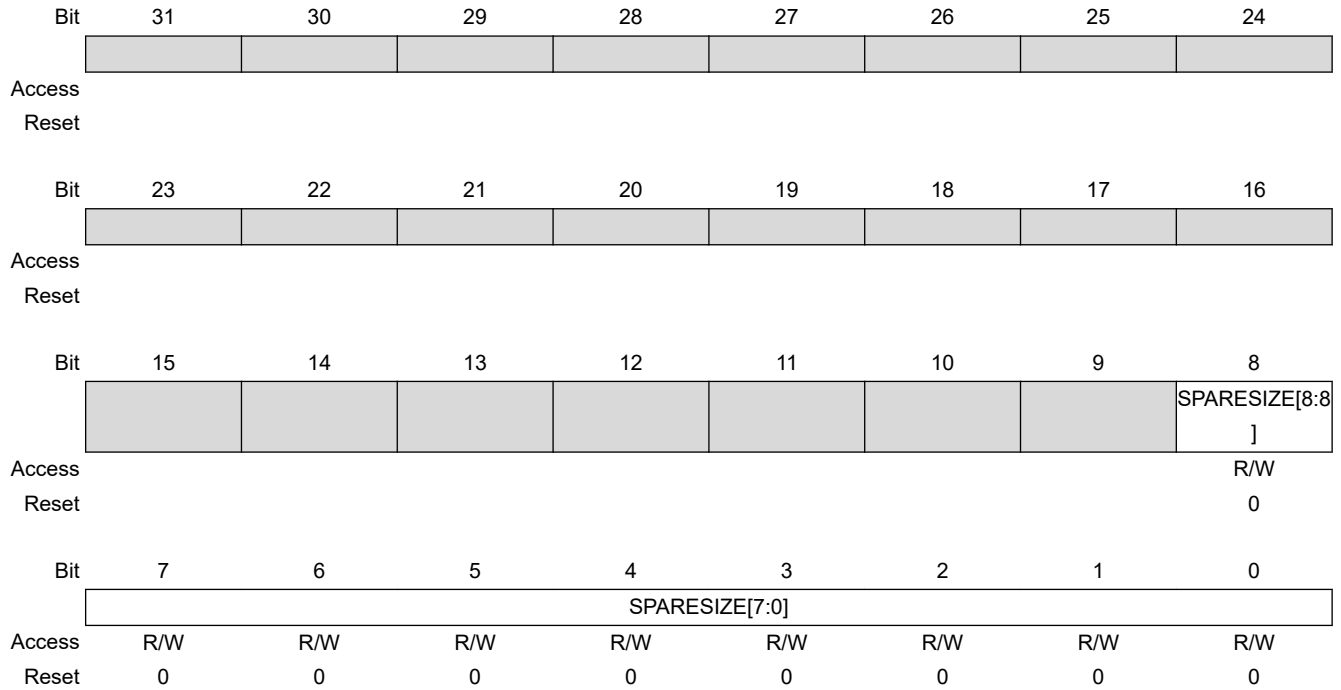 Bit 31 30 29 28 27 26 25 24
Access
Reset
Bit 23 22 21 20 19 18 17 16
Access
Reset
Bit 15 14 13 12 11 10 9 8
SPARESIZE[8:8
]
Access R/W
Reset 0
Bit 7 6 5 4 3 2 1 0
SPARESIZE[7:0]
Access R/W R/W R/W R/W R/W R/W R/W R/W
Reset 0 0 0 0 0 0 0 0